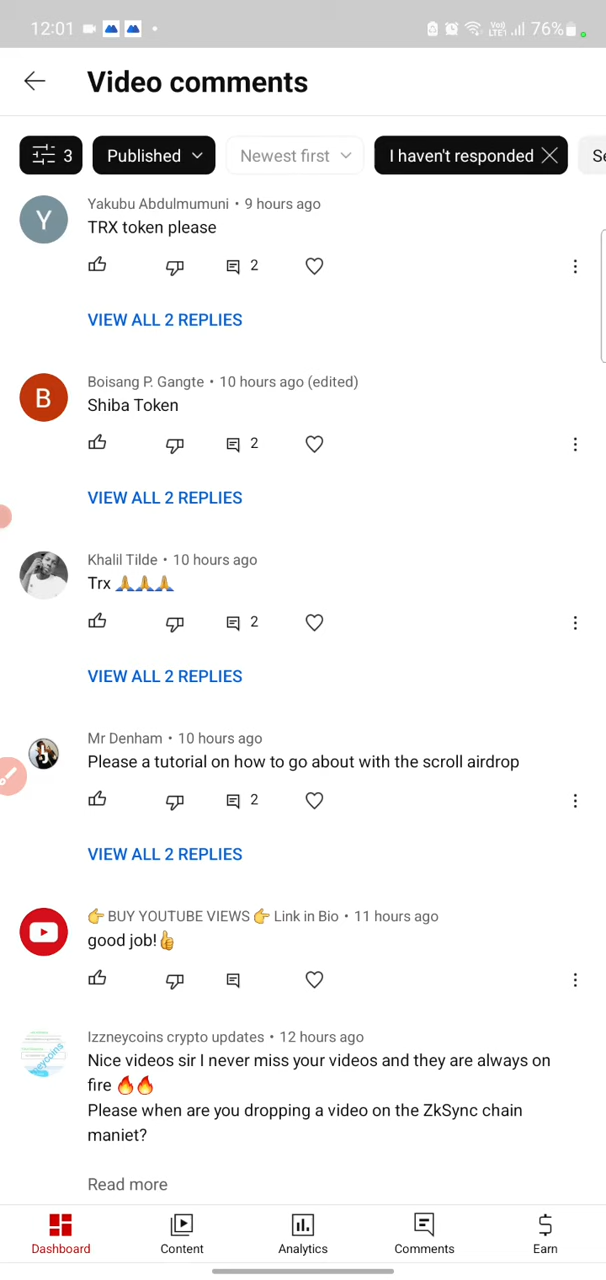 12:01
Vo)) LTE1 76%
Video comments
3 Published Newest first I haven't responded Se
Y
Yakubu Abdulmumuni • 9 hours ago
TRX token please
2
VIEW ALL 2 REPLIES
B
Boisang P. Gangte • 10 hours ago (edited)
Shiba Token
2
VIEW ALL 2 REPLIES
Khalil Tilde • 10 hours ago
Trx 🙏🙏🙏
2
VIEW ALL 2 REPLIES
Mr Denham • 10 hours ago
Please a tutorial on how to go about with the scroll airdrop
2
VIEW ALL 2 REPLIES
👉 BUY YOUTUBE VIEWS 👉 Link in Bio • 11 hours ago
good job!👍
Izzneycoins crypto updates • 12 hours ago
Nice videos sir I never miss your videos and they are always on
fire 🔥🔥
Please when are you dropping a video on the ZkSync chain
maniet?
Read more
Dashboard Content Analytics Comments Earn